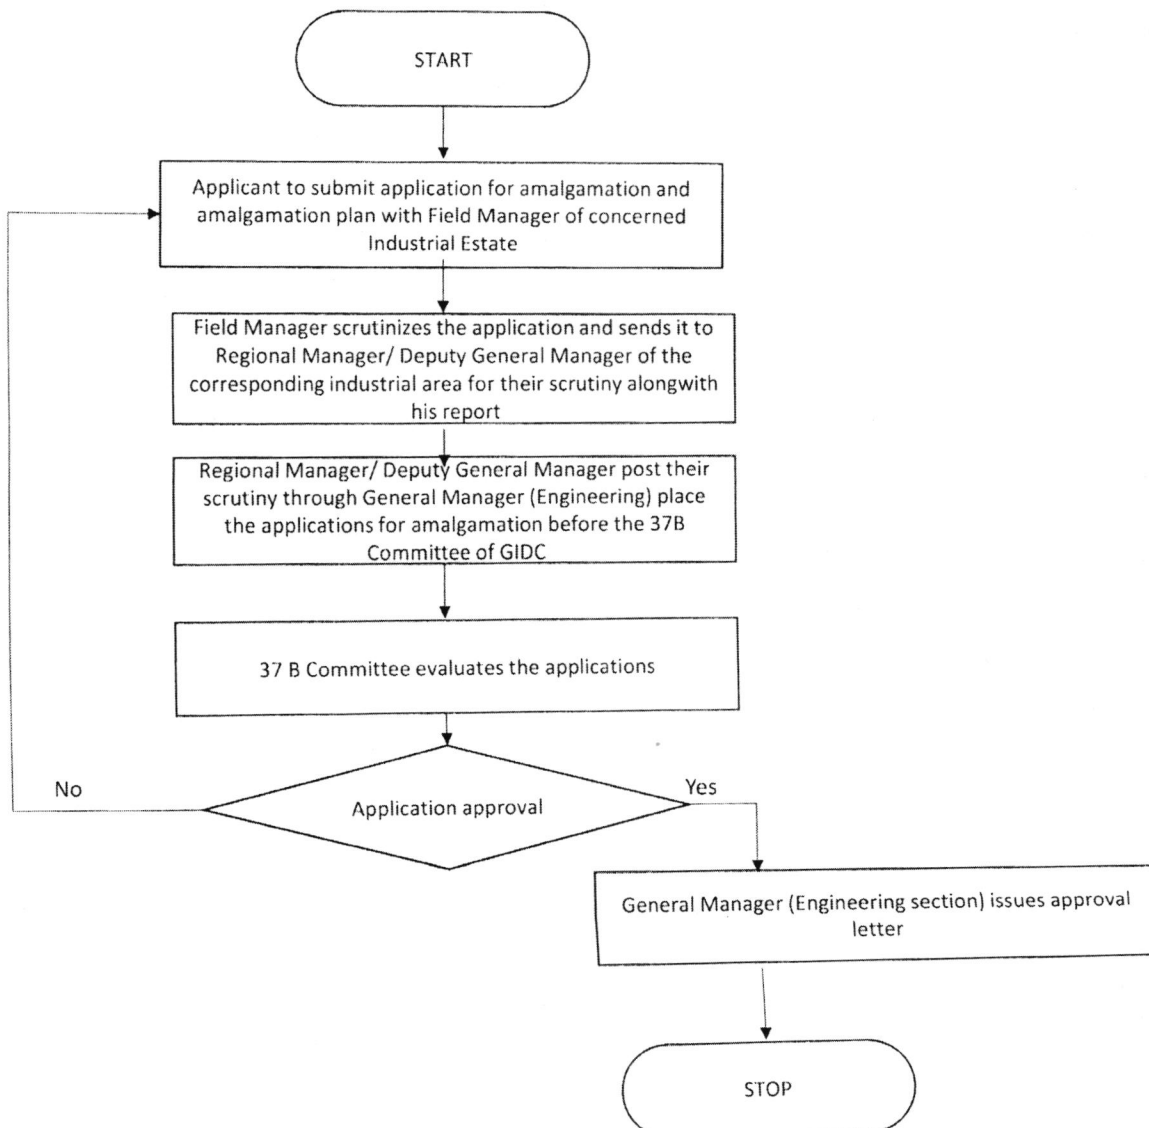 START
Applicant to submit application for amalgamation and
amalgamation plan with Field Manager of concerned
Industrial Estate
Field Manager scrutinizes the application and sends it to
Regional Manager/ Deputy General Manager of the
corresponding industrial area for their scrutiny alongwith
his report
Regional Manager/ Deputy General Manager post their
scrutiny through General Manager (Engineering) place
the applications for amalgamation before the 37B
Committee of GIDC
37 B Committee evaluates the applications
No
Application approval
Yes
General Manager (Engineering section) issues approval
letter
STOP